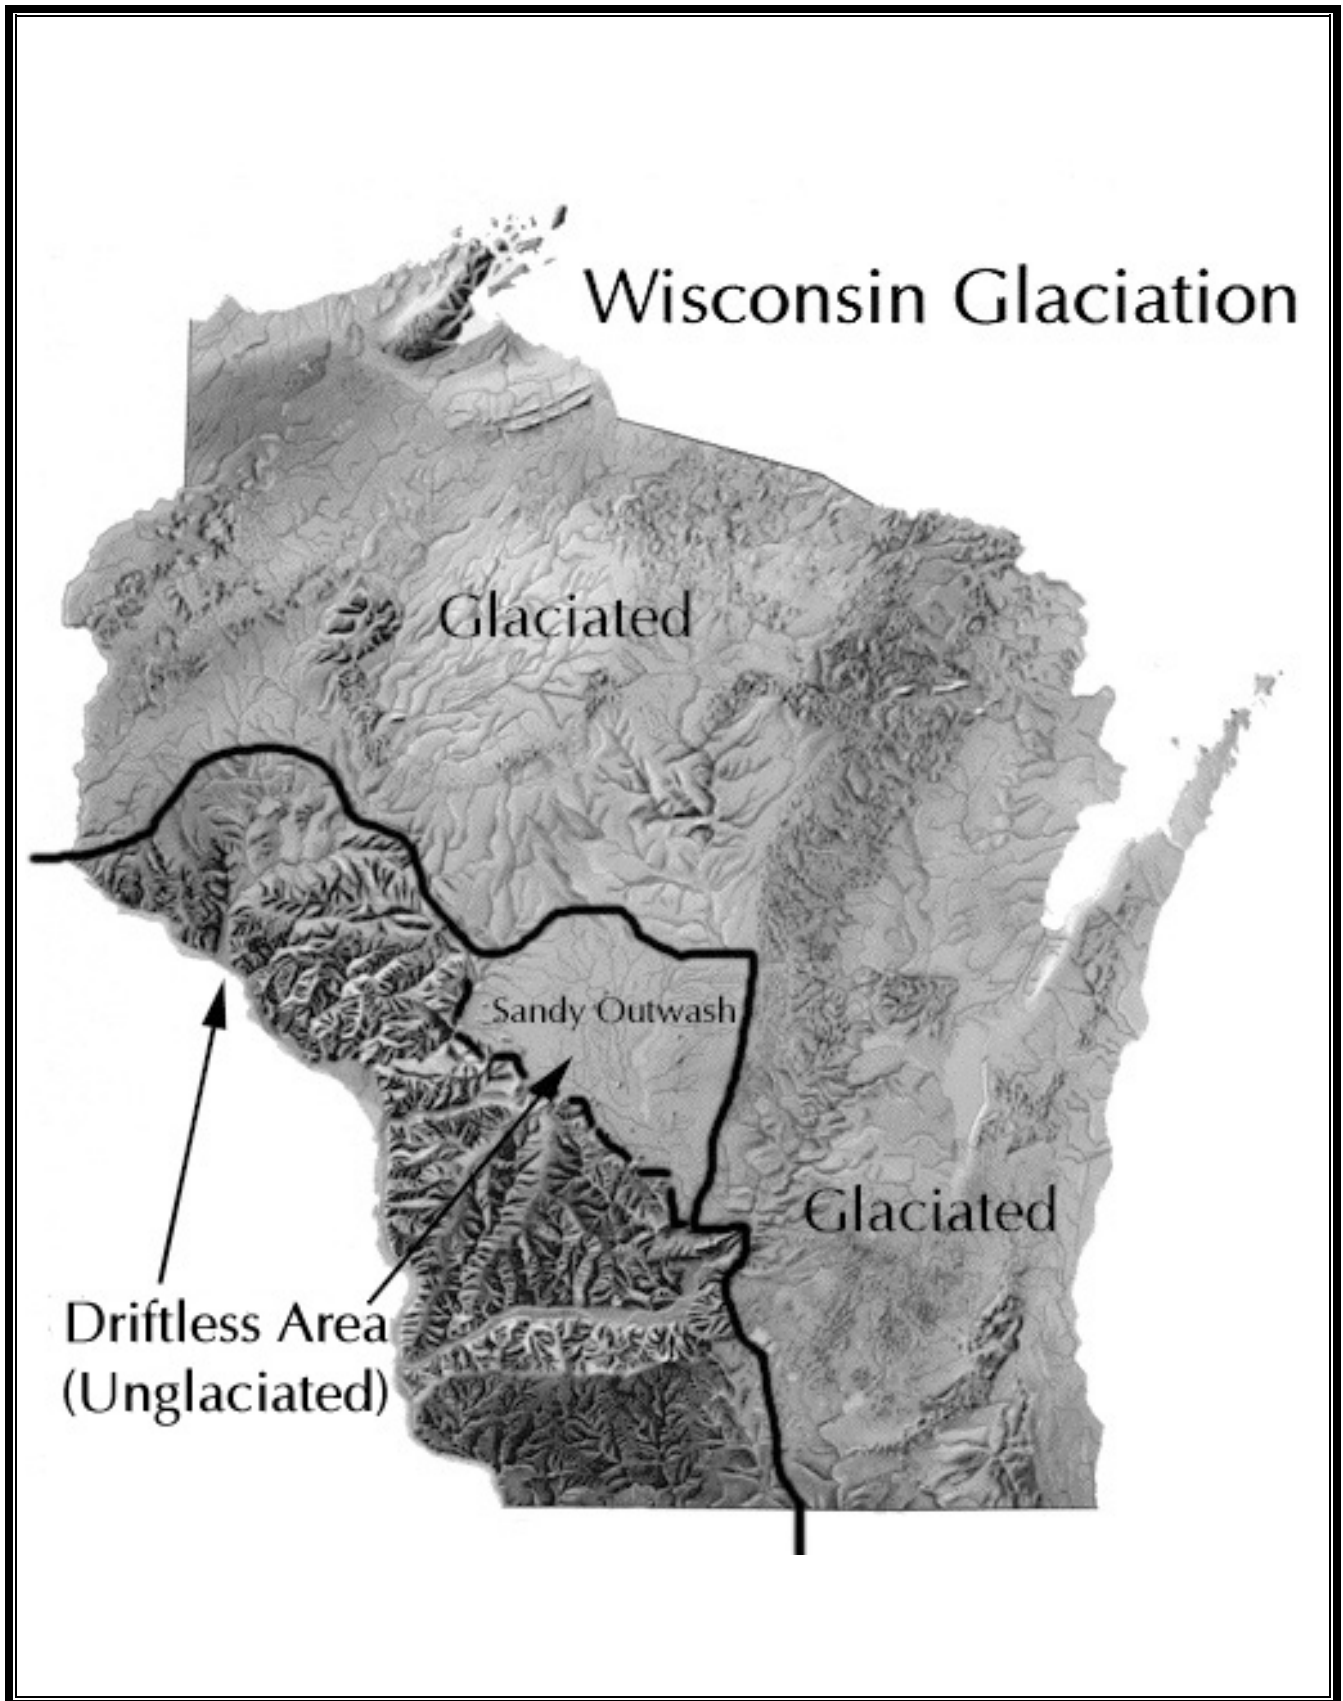 Wisconsin Glaciation
Glaciated
Sandy Outwash
Glaciated
Driftless Area
(Unglaciated)